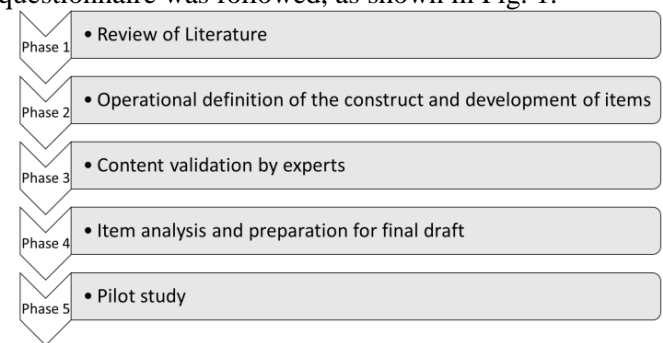 questionnaire was followed, as shown in Fig. 1.
Phase 1
• Review of Literature
Phase 2
• Operational definition of the construct and development of items
Phase 3
• Content validation by experts
Phase 4
• Item analysis and preparation for final draft
Phase 5
• Pilot study